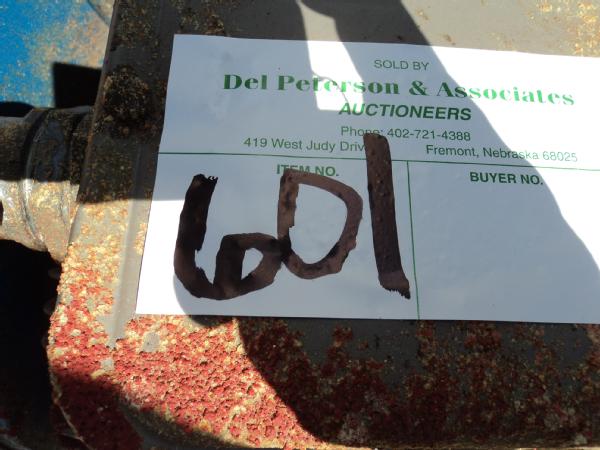 SOLD BY
Del Peterson & Associates
AUCTIONEERS
Phone: 402-721-4388
419 West Judy Drive Fremont, Nebraska 68025
ITEM NO. BUYER NO.
601